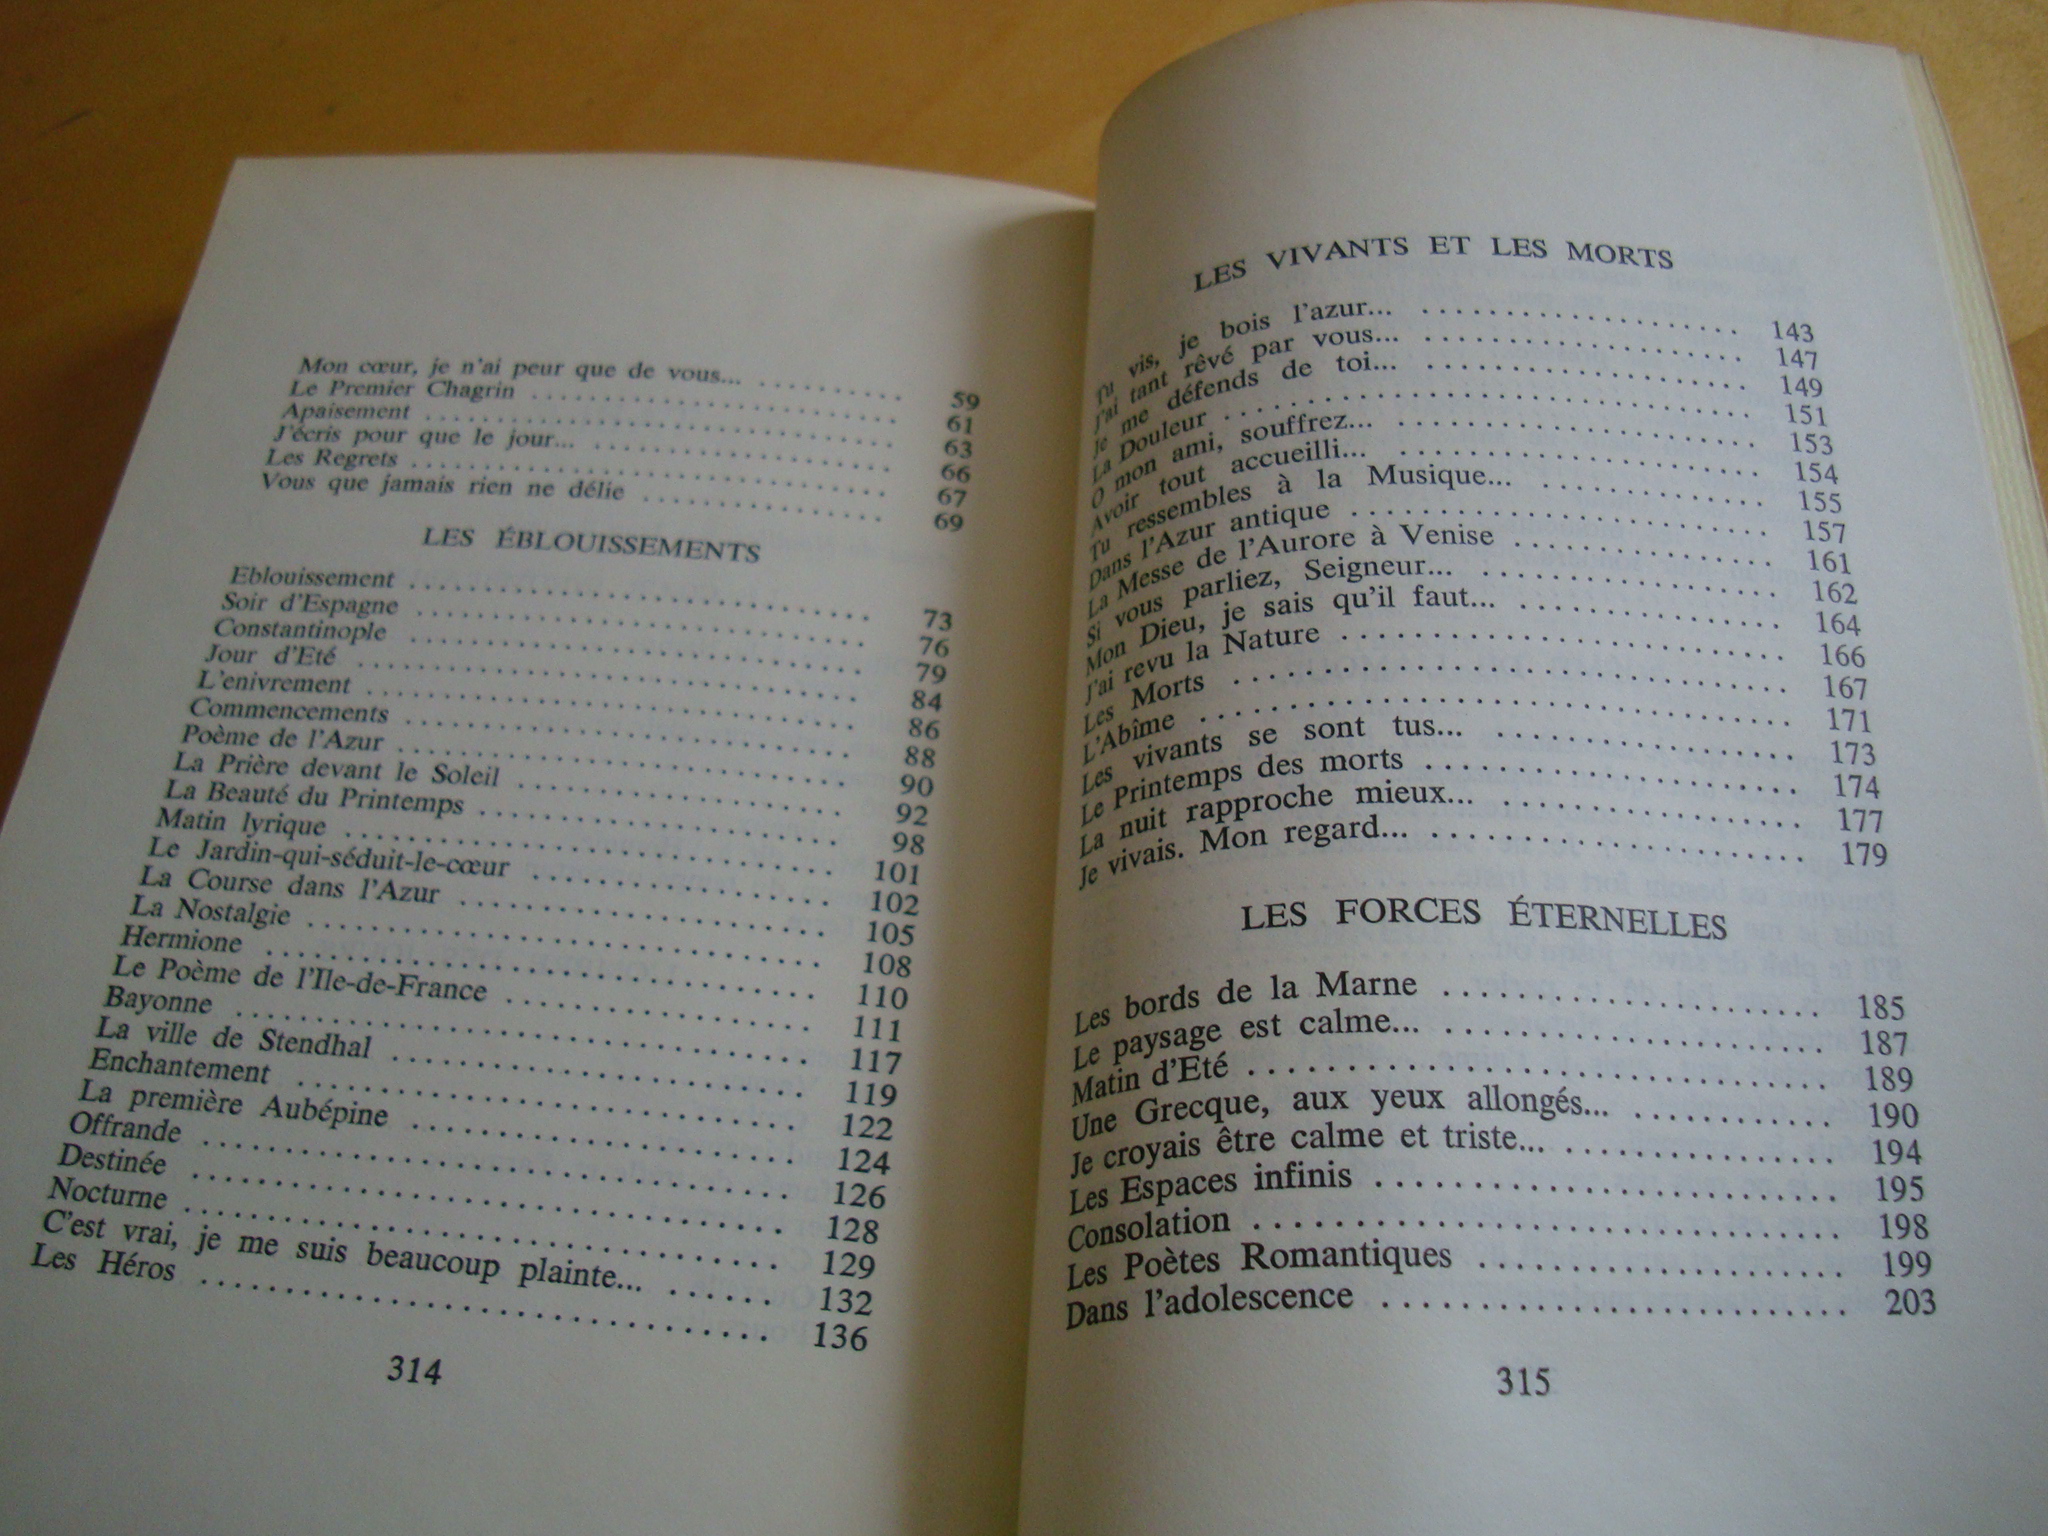 Mon cœur, je n'ai peur que de vous... . . . . . . . . . . 59
Le Premier Chagrin . . . . . . . . . . 61
Apaisement . . . . . . . . . . 63
J'écris pour que le jour... . . . . . . . . . . 66
Les Regrets . . . . . . . . . . 67
Vous que jamais rien ne délie . . . . . . . . . . 69
LES ÉBLOUISSEMENTS
Eblouissement . . . . . . . . . . 73
Soir d'Espagne . . . . . . . . . . 76
Constantinople . . . . . . . . . . 79
Jour d'Eté . . . . . . . . . . 84
L'enivrement . . . . . . . . . . 86
Commencements . . . . . . . . . . 88
Poème de l'Azur . . . . . . . . . . 90
La Prière devant le Soleil . . . . . . . . . . 92
La Beauté du Printemps . . . . . . . . . . 98
Matin lyrique . . . . . . . . . . 101
Le Jardin-qui-séduit-le-cœur . . . . . . . . . . 102
La Course dans l'Azur . . . . . . . . . . 105
La Nostalgie . . . . . . . . . . 108
Hermione . . . . . . . . . . 110
Le Poème de l'Ile-de-France . . . . . . . . . . 111
Bayonne . . . . . . . . . . 117
La ville de Stendhal . . . . . . . . . . 119
Enchantement . . . . . . . . . . 122
La première Aubépine . . . . . . . . . . 124
Offrande . . . . . . . . . . 126
Destinée . . . . . . . . . . 128
Nocturne . . . . . . . . . . 129
C'est vrai, je me suis beaucoup plainte... . . . . . . . 132
Les Héros . . . . . . . . . . 136
314
LES VIVANTS ET LES MORTS
Tu vis, je bois l'azur... . . . . . . . . . . 143
J'ai tant rêvé par vous... . . . . . . . . . . 147
Je me défends de toi... . . . . . . . . . . 149
La Douleur . . . . . . . . . . 151
O mon ami, souffrez... . . . . . . . . . . 153
Avoir tout accueilli... . . . . . . . . . . 154
Tu ressembles à la Musique... . . . . . . . . . . 155
Dans l'Azur antique . . . . . . . . . . 157
La Messe de l'Aurore à Venise . . . . . . . . . . 161
Si vous parliez, Seigneur... . . . . . . . . . . 162
Mon Dieu, je sais qu'il faut... . . . . . . . . . . 164
J'ai revu la Nature . . . . . . . . . . 166
Les Morts . . . . . . . . . . 167
L'Abîme . . . . . . . . . . 171
Les vivants se sont tus... . . . . . . . . . . 173
Le Printemps des morts . . . . . . . . . . 174
La nuit rapproche mieux... . . . . . . . . . . 177
Je vivais. Mon regard... . . . . . . . . . . 179
LES FORCES ÉTERNELLES
Les bords de la Marne . . . . . . . . . . 185
Le paysage est calme... . . . . . . . . . . 187
Matin d'Eté . . . . . . . . . . 189
Une Grecque, aux yeux allongés... . . . . . . . . . . 190
Je croyais être calme et triste... . . . . . . . . . . 194
Les Espaces infinis . . . . . . . . . . 195
Consolation . . . . . . . . . . 198
Les Poètes Romantiques . . . . . . . . . . 199
Dans l'adolescence . . . . . . . . . . 203
315